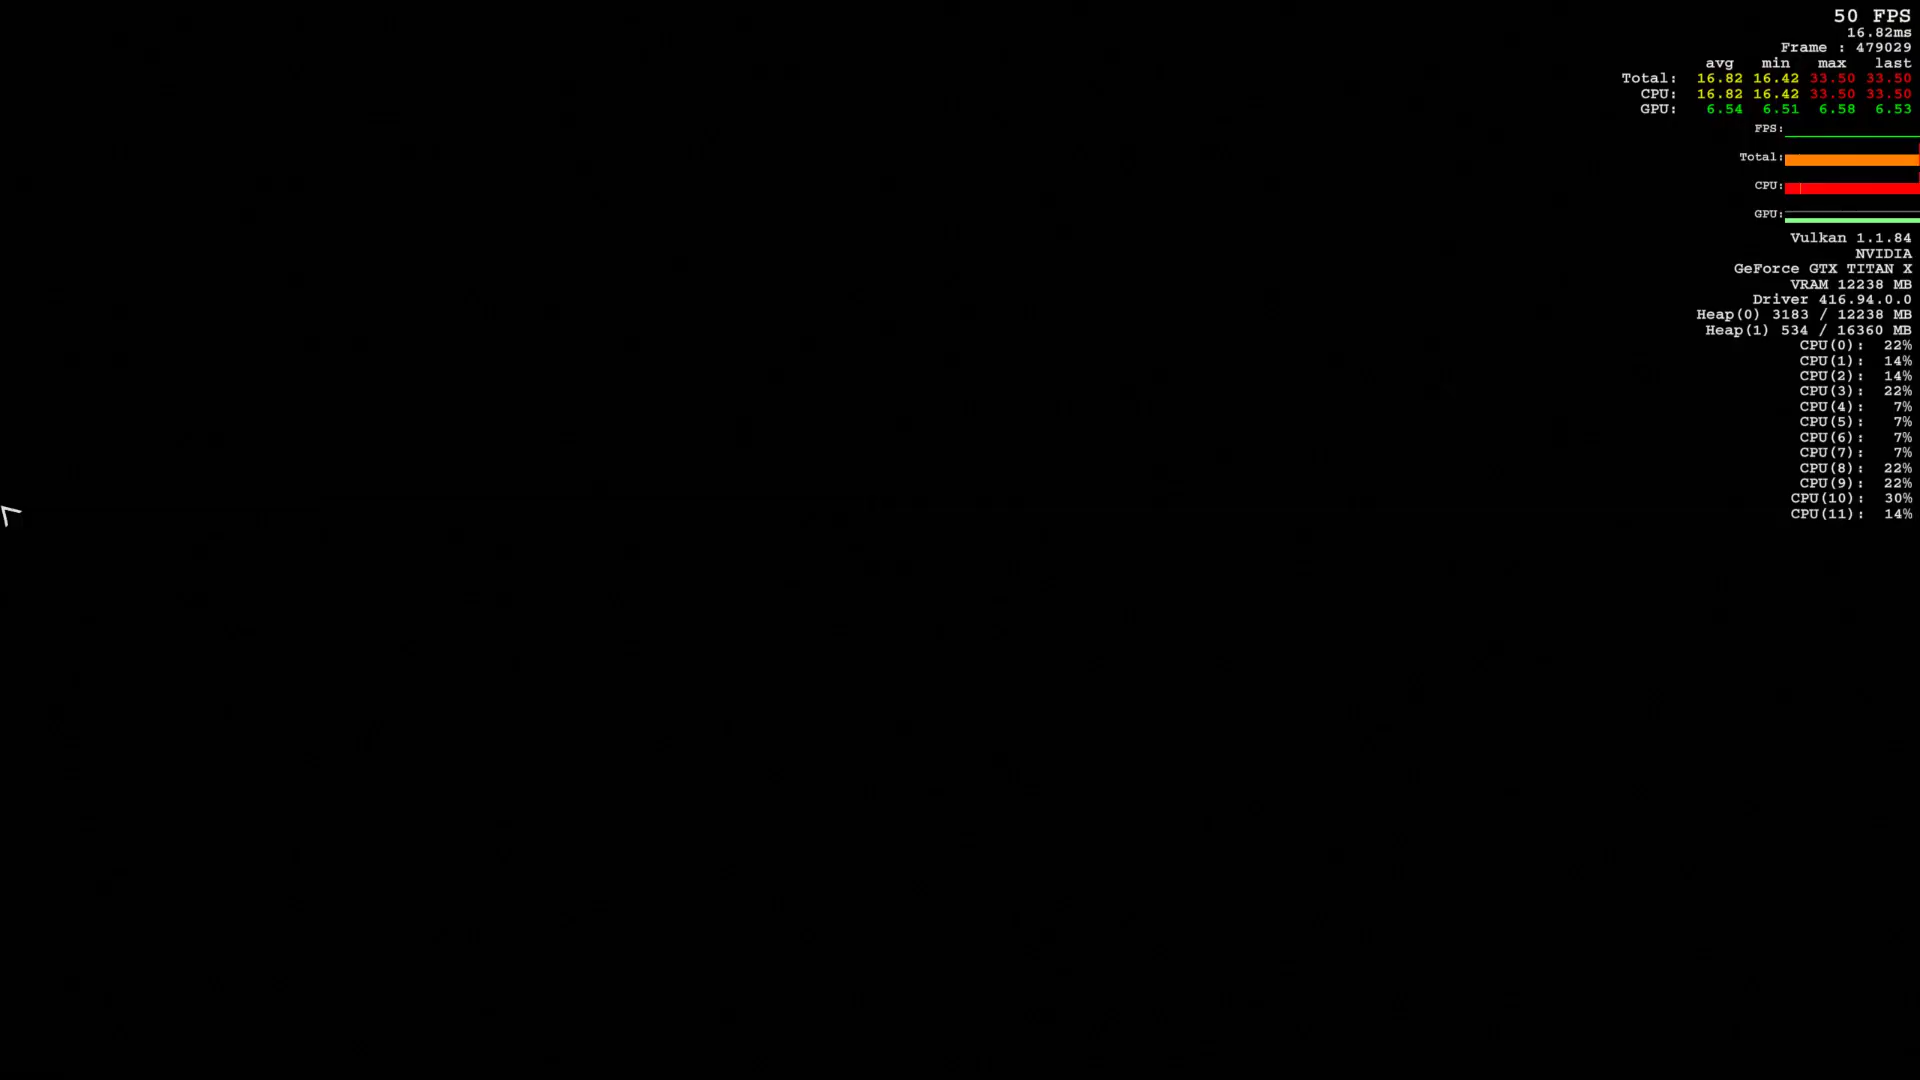 50 FPS
16.82ms
Frame : 479029
avg min max last
Total: 16.82 16.42 33.50 33.50
CPU: 16.82 16.42 33.50 33.50
GPU: 6.54 6.51 6.58 6.53
FPS:
Total:
CPU:
GPU:
Vulkan 1.1.84
NVIDIA
GeForce GTX TITAN X
VRAM 12238 MB
Driver 416.94.0.0
Heap(0) 3183 / 12238 MB
Heap(1) 534 / 16360 MB
CPU(0): 22%
CPU(1): 14%
CPU(2): 14%
CPU(3): 22%
CPU(4): 7%
CPU(5): 7%
CPU(6): 7%
CPU(7): 7%
CPU(8): 22%
CPU(9): 22%
CPU(10): 30%
CPU(11): 14%